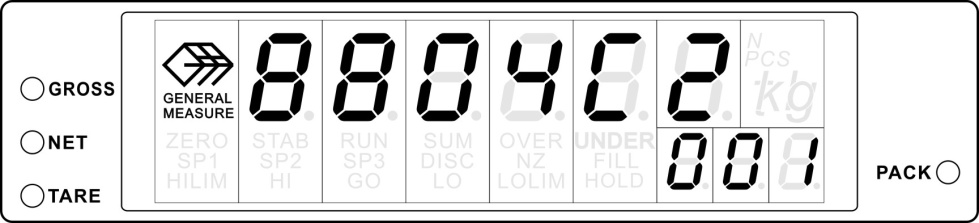 N
PCS
kg
8804C2
GENERAL
MEASURE
GROSS
ZERO STAB RUN SUM OVER UNDER
NET
SP1 SP2 SP3 DISC NZ FILL
001
HILIM HI GO LO LOLIM HOLD
PACK
TARE